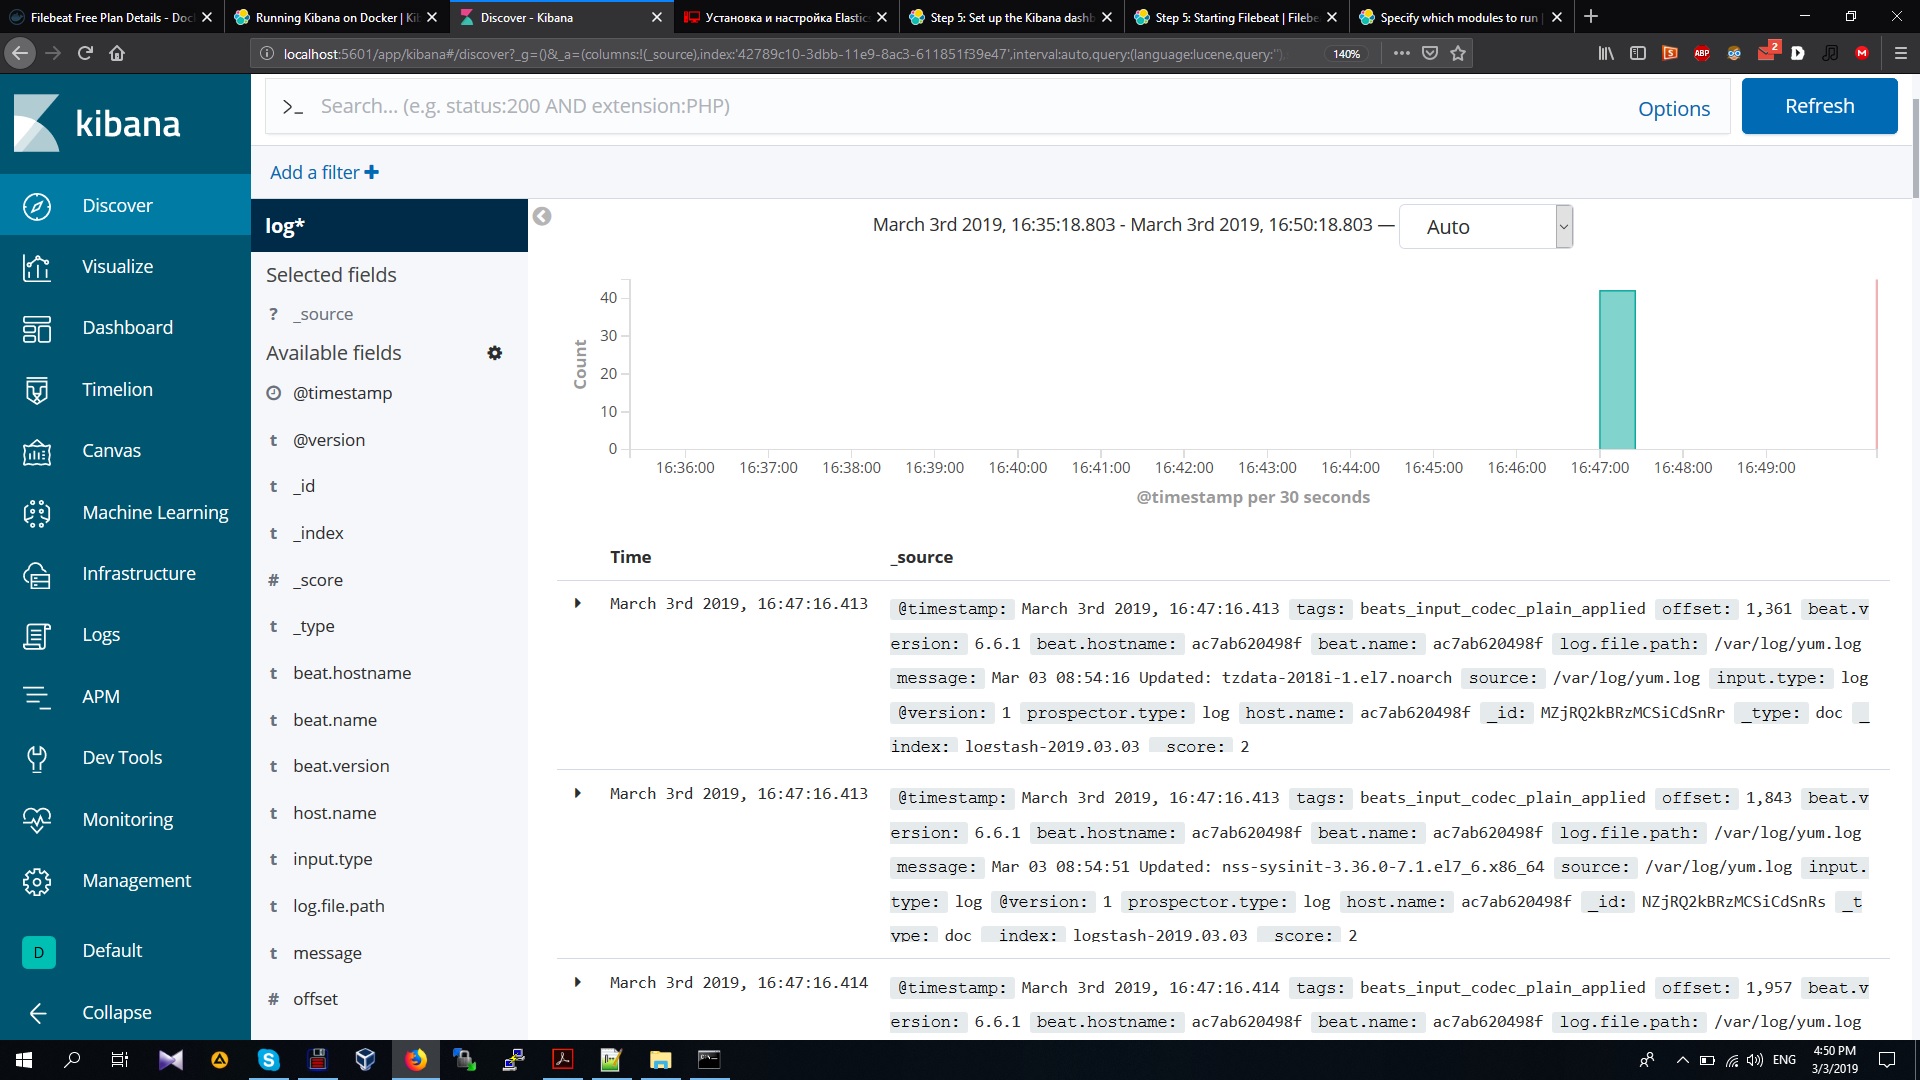 Filebeat Free Plan Details - Doc
Running Kibana on Docker | Ki
Discover - Kibana
Установка и настройка Elastic
Step 5: Set up the Kibana dashb
Step 5: Starting Filebeat | Filebe
Specify which modules to run |
localhost:5601/app/kibana#/discover?_g=()&_a=(columns:!(_source),index:'42789c10-3dbb-11e9-8ac3-611851f39e47',interval:auto,query:(language:lucene,query:''),
140%
ABP
2
kibana
>_ Search... (e.g. status:200 AND extension:PHP)
Options
Refresh
Add a filter +
Discover
Visualize
Dashboard
Timelion
Canvas
Machine Learning
Infrastructure
Logs
APM
Dev Tools
Monitoring
Management
D Default
Collapse
log*
Selected fields
? _source
Available fields
@timestamp
t @version
t _id
t _index
# _score
t _type
t beat.hostname
t beat.name
t beat.version
t host.name
t input.type
t log.file.path
t message
# offset
March 3rd 2019, 16:35:18.803 - March 3rd 2019, 16:50:18.803 — Auto
Count
40
30
20
10
0
16:36:00 16:37:00 16:38:00 16:39:00 16:40:00 16:41:00 16:42:00 16:43:00 16:44:00 16:45:00 16:46:00 16:47:00 16:48:00 16:49:00
@timestamp per 30 seconds
Time _source
March 3rd 2019, 16:47:16.413 @timestamp: March 3rd 2019, 16:47:16.413 tags: beats_input_codec_plain_applied offset: 1,361 beat.v
ersion: 6.6.1 beat.hostname: ac7ab620498f beat.name: ac7ab620498f log.file.path: /var/log/yum.log
message: Mar 03 08:54:16 Updated: tzdata-2018i-1.el7.noarch source: /var/log/yum.log input.type: log
@version: 1 prospector.type: log host.name: ac7ab620498f _id: MZjRQ2kBRzMCSiCdSnRr _type: doc _
index: logstash-2019.03.03 _score: 2
March 3rd 2019, 16:47:16.413 @timestamp: March 3rd 2019, 16:47:16.413 tags: beats_input_codec_plain_applied offset: 1,843 beat.v
ersion: 6.6.1 beat.hostname: ac7ab620498f beat.name: ac7ab620498f log.file.path: /var/log/yum.log
message: Mar 03 08:54:51 Updated: nss-sysinit-3.36.0-7.1.el7_6.x86_64 source: /var/log/yum.log input.
type: log @version: 1 prospector.type: log host.name: ac7ab620498f _id: NZjRQ2kBRzMCSiCdSnRs _t
ype: doc _index: logstash-2019.03.03 _score: 2
March 3rd 2019, 16:47:16.414 @timestamp: March 3rd 2019, 16:47:16.414 tags: beats_input_codec_plain_applied offset: 1,957 beat.v
ersion: 6.6.1 beat.hostname: ac7ab620498f beat.name: ac7ab620498f log.file.path: /var/log/yum.log
ENG
4:50 PM
3/3/2019